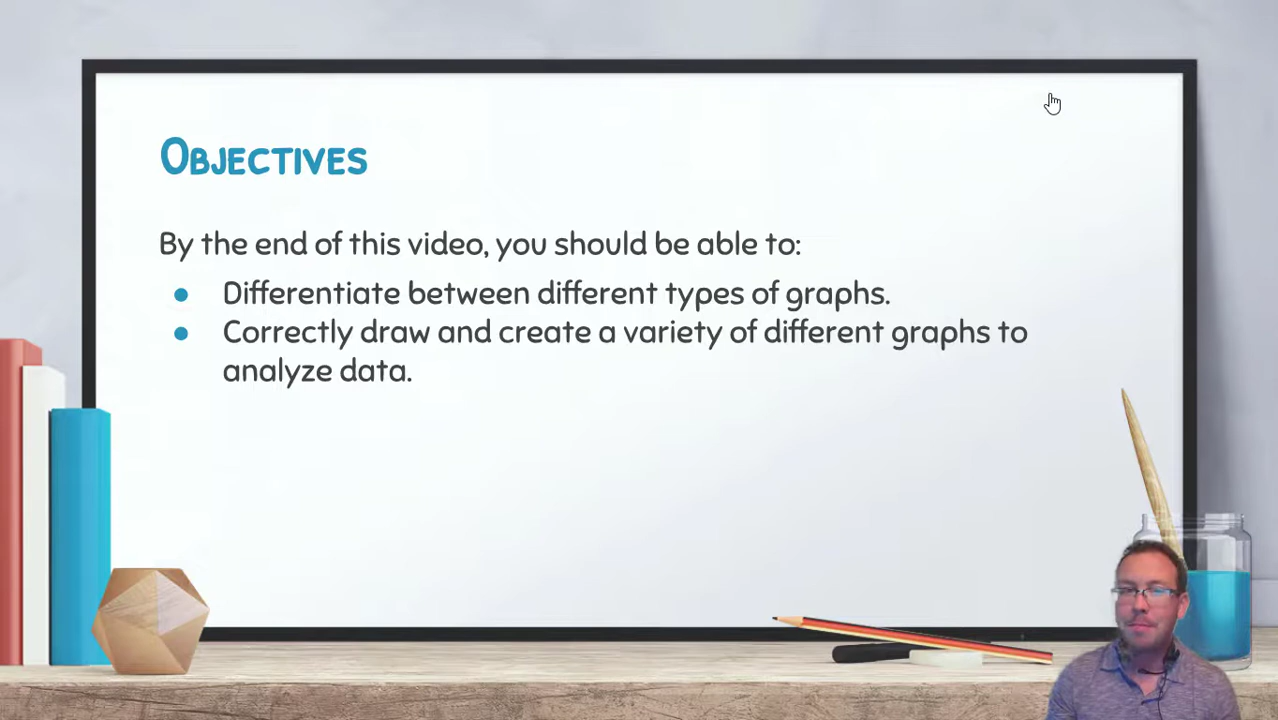 Objectives
By the end of this video, you should be able to:
● Differentiate between different types of graphs.
● Correctly draw and create a variety of different graphs to
analyze data.